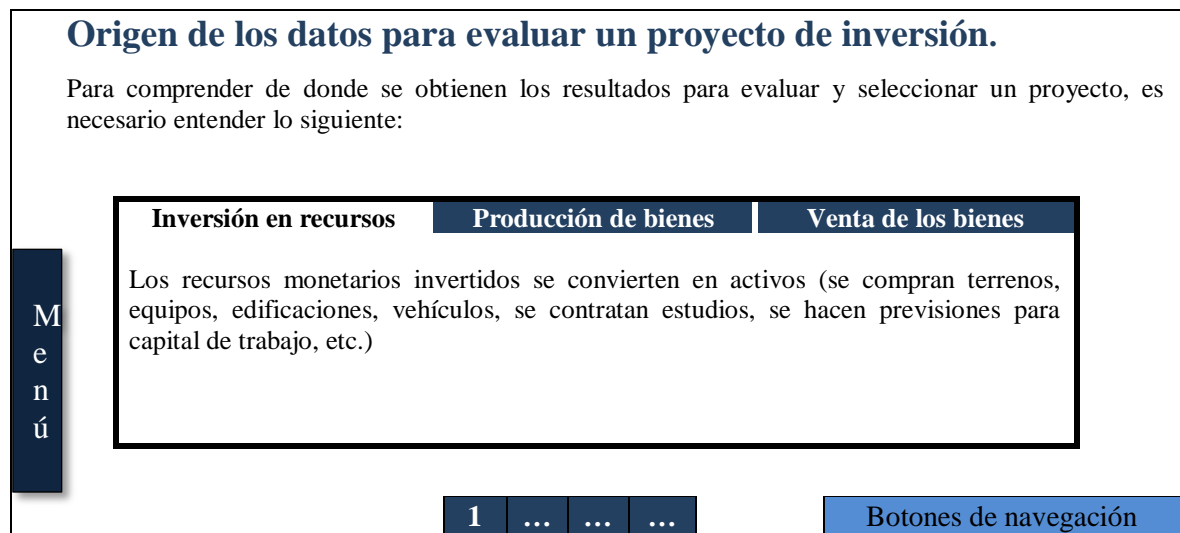 Origen de los datos para evaluar un proyecto de inversión.
Para comprender de donde se obtienen los resultados para evaluar y seleccionar un proyecto, es
necesario entender lo siguiente:
Inversión en recursos
Producción de bienes
Venta de los bienes
Los recursos monetarios invertidos se convierten en activos (se compran terrenos,
equipos, edificaciones, vehículos, se contratan estudios, se hacen previsiones para
capital de trabajo, etc.)
M
e
n
ú
1 ... ... ...
Botones de navegación